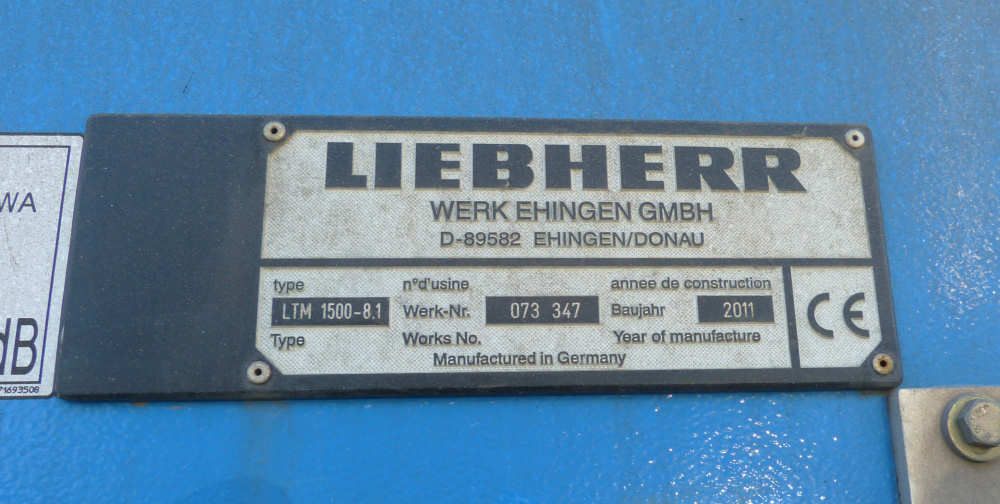 LIEBHERR
WERK EHINGEN GMBH
D-89582 EHINGEN/DONAU
type n°d'usine annee de construction
LTM 1500-8.1 Werk-Nr. 073 347 Baujahr 2011
Type Works No. Year of manufacture
Manufactured in Germany
CE
WA
dB
71693508